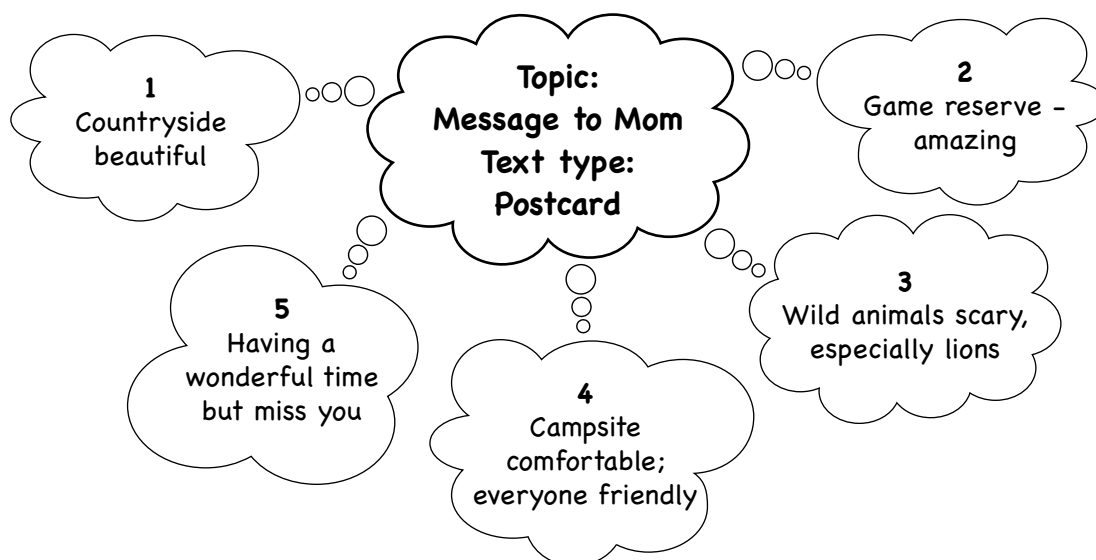 Topic:
Message to Mom
Text type:
Postcard
1
Countryside
beautiful
2
Game reserve –
amazing
3
Wild animals scary,
especially lions
4
Campsite
comfortable;
everyone friendly
5
Having a
wonderful time
but miss you